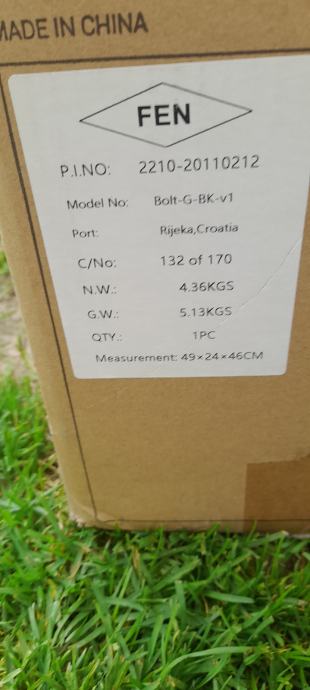 MADE IN CHINA
FEN
P.I.NO: 2210-20110212
Model No: Bolt-G-BK-v1
Port: Rijeka,Croatia
C/No: 132 of 170
N.W.: 4.36KGS
G.W.: 5.13KGS
QTY.: 1PC
Measurement: 49×24×46CM